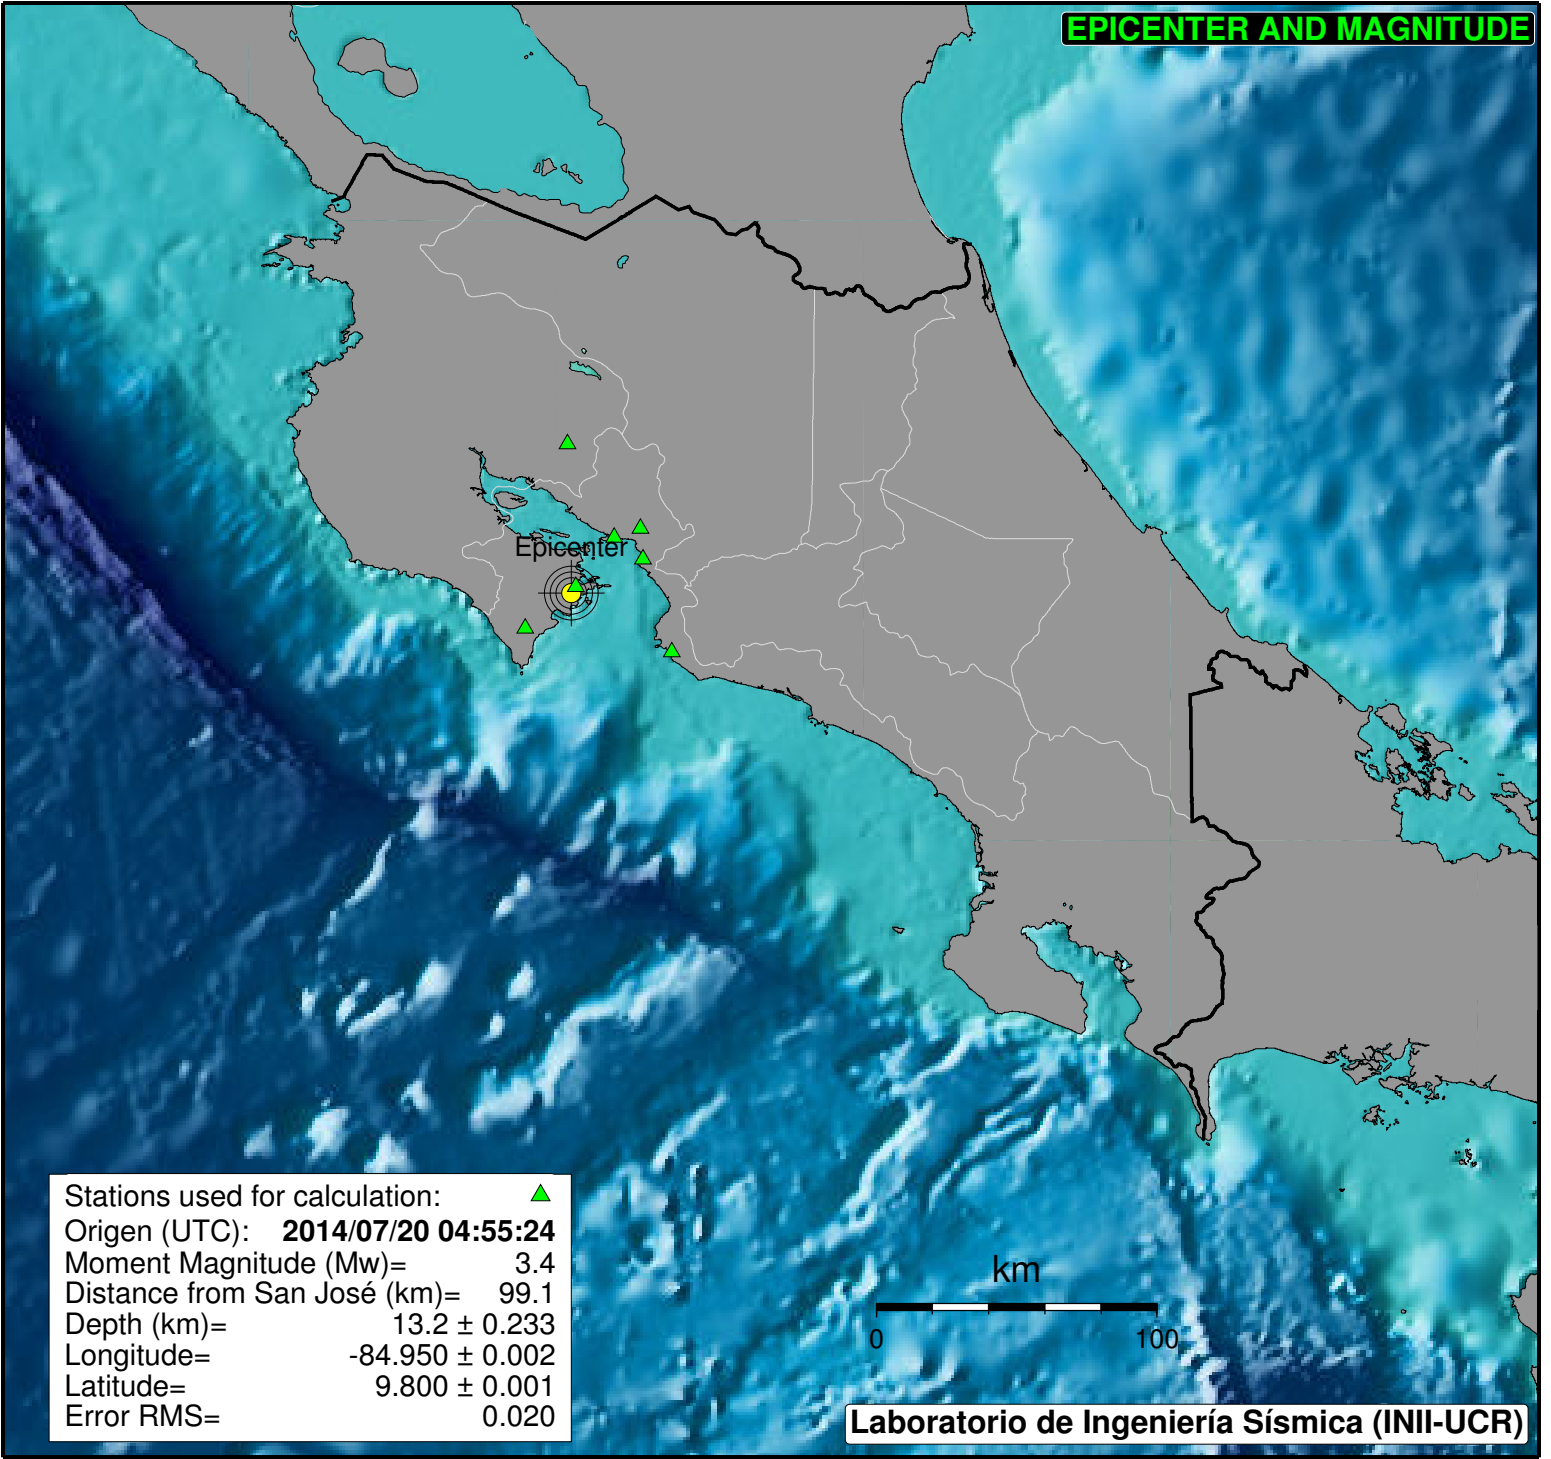 EPICENTER AND MAGNITUDE
Epicenter
Stations used for calculation:
Origen (UTC): 2014/07/20 04:55:24
Moment Magnitude (Mw)= 3.4
Distance from San José (km)= 99.1
Depth (km)= 13.2 ± 0.233
Longitude= -84.950 ± 0.002
Latitude= 9.800 ± 0.001
Error RMS= 0.020
km
0 100
Laboratorio de Ingeniería Sísmica (INII-UCR)